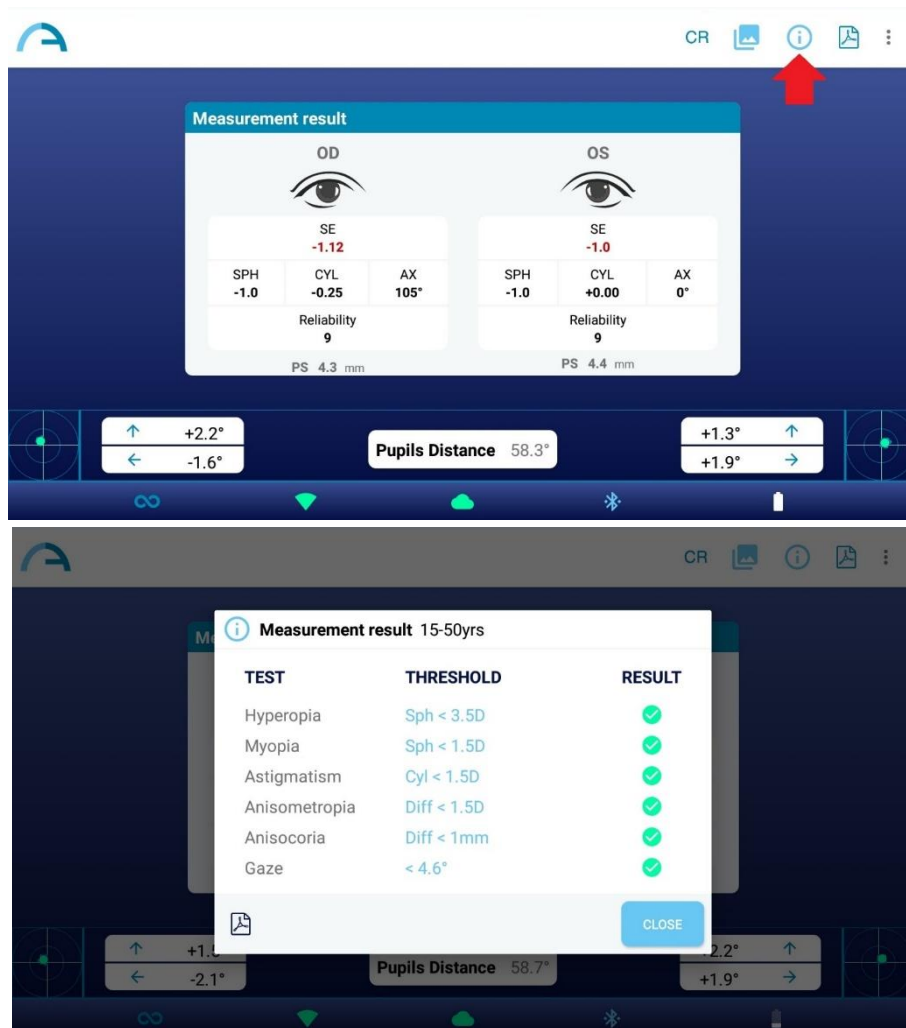 CR
Measurement result
OD OS
SE SE
-1.12 -1.0
SPH CYL AX SPH CYL AX
-1.0 -0.25 105° -1.0 +0.00 0°
Reliability Reliability
9 9
PS 4.3 mm PS 4.4 mm
+2.2° +1.3°
Pupils Distance 58.3°
-1.6° +1.9°
CR
Me
Measurement result 15-50yrs
TEST THRESHOLD RESULT
Hyperopia Sph < 3.5D
Myopia Sph < 1.5D
Astigmatism Cyl < 1.5D
Anisometropia Diff < 1.5D
Anisocoria Diff < 1mm
Gaze < 4.6°
CLOSE
2.2°
Pupils Distance 58.7°
-2.1° +1.9°